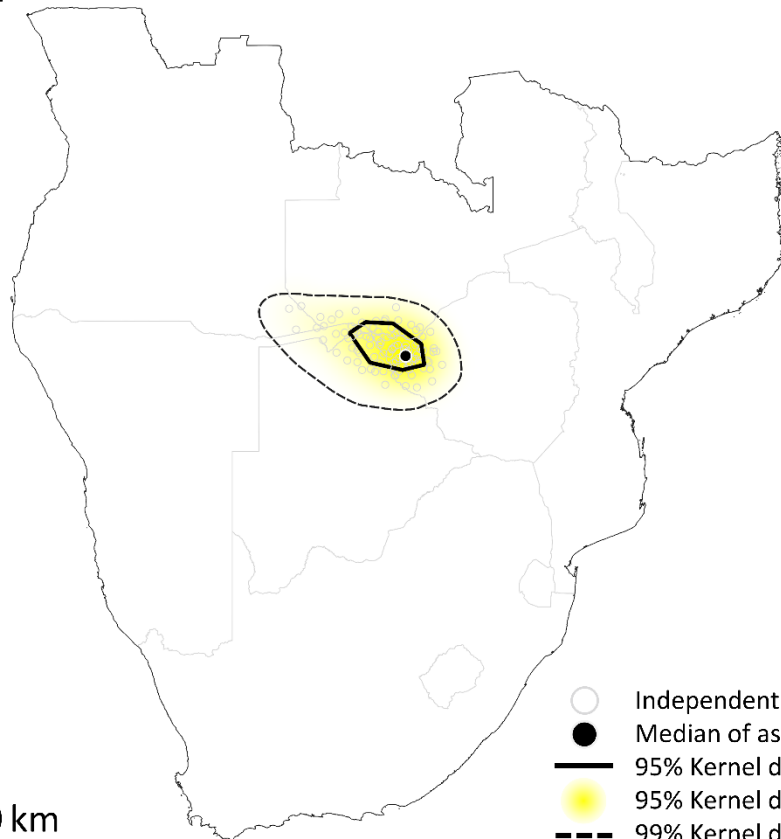 Independent
Median of as
95% Kernel d
95% Kernel d
99% Kernel d
km